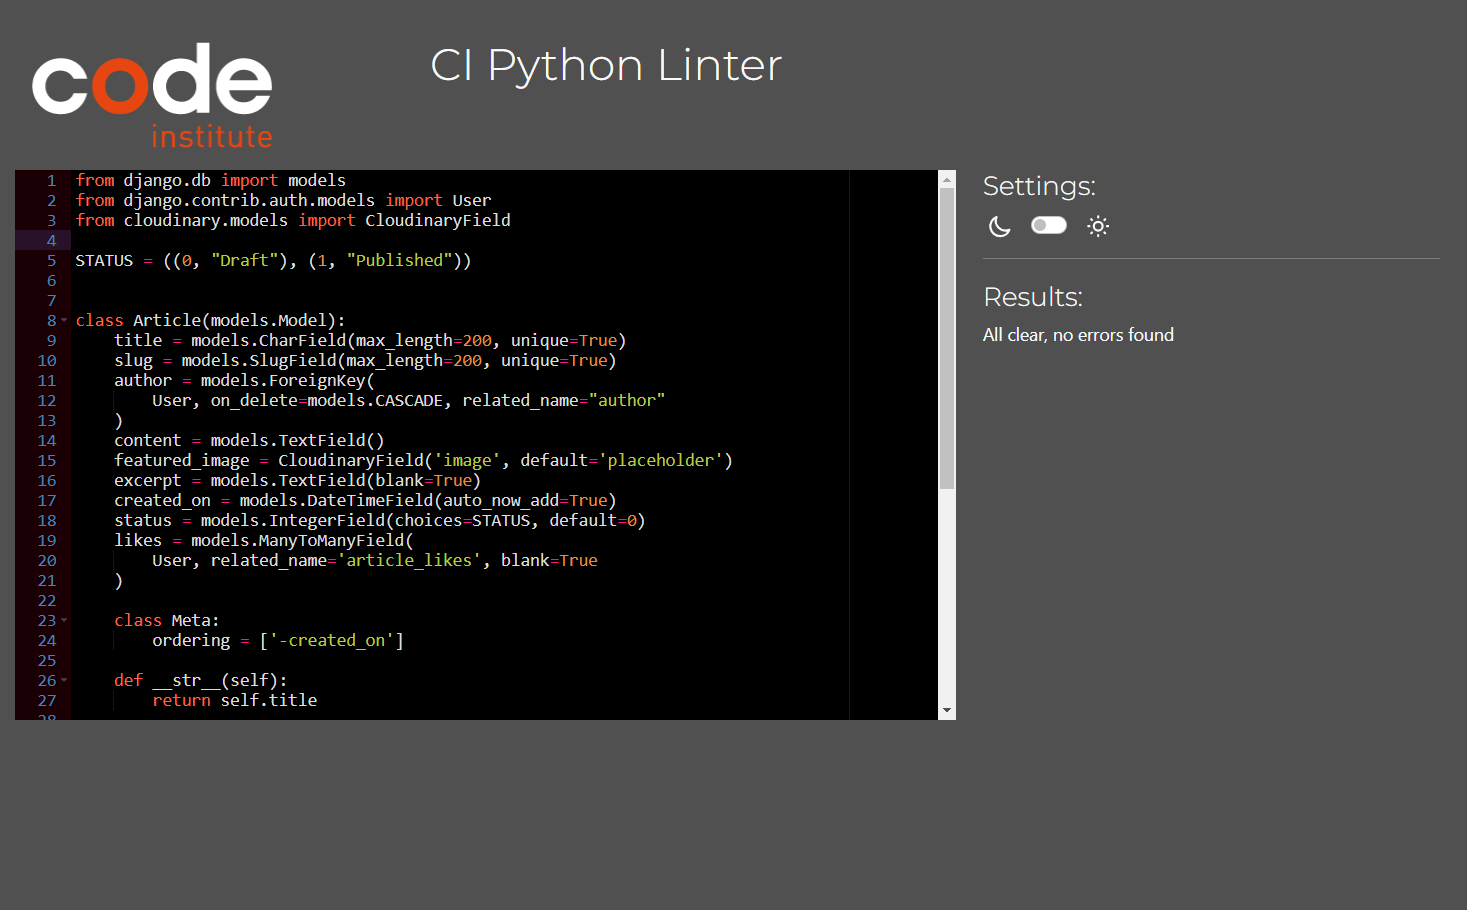 code
institute
CI Python Linter
1 from django.db import models
2 from django.contrib.auth.models import User
3 from cloudinary.models import CloudinaryField
4
5 STATUS = ((0, "Draft"), (1, "Published"))
6
7
8 class Article(models.Model):
9     title = models.CharField(max_length=200, unique=True)
10     slug = models.SlugField(max_length=200, unique=True)
11     author = models.ForeignKey(
12         User, on_delete=models.CASCADE, related_name="author"
13     )
14     content = models.TextField()
15     featured_image = CloudinaryField('image', default='placeholder')
16     excerpt = models.TextField(blank=True)
17     created_on = models.DateTimeField(auto_now_add=True)
18     status = models.IntegerField(choices=STATUS, default=0)
19     likes = models.ManyToManyField(
20         User, related_name='article_likes', blank=True
21     )
22
23     class Meta:
24         ordering = ['-created_on']
25
26     def __str__(self):
27         return self.title
28
Settings:
Results:
All clear, no errors found